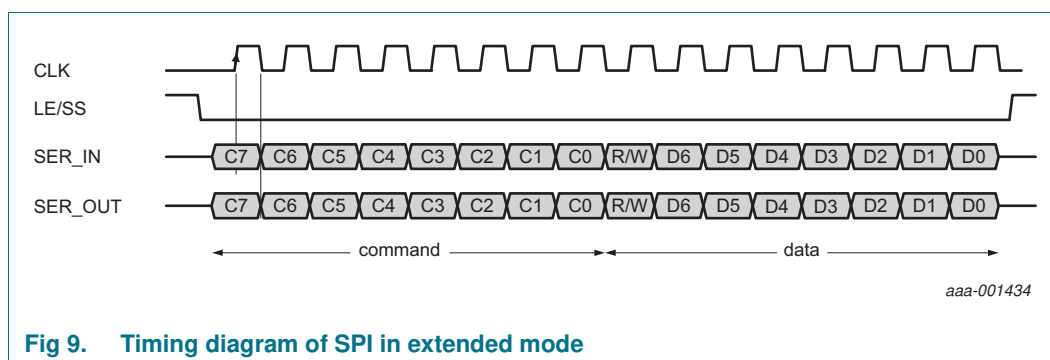 CLK
LE/SS
SER_IN C7 C6 C5 C4 C3 C2 C1 C0 R/W D6 D5 D4 D3 D2 D1 D0
SER_OUT C7 C6 C5 C4 C3 C2 C1 C0 R/W D6 D5 D4 D3 D2 D1 D0
command data
aaa-001434
Fig 9. Timing diagram of SPI in extended mode